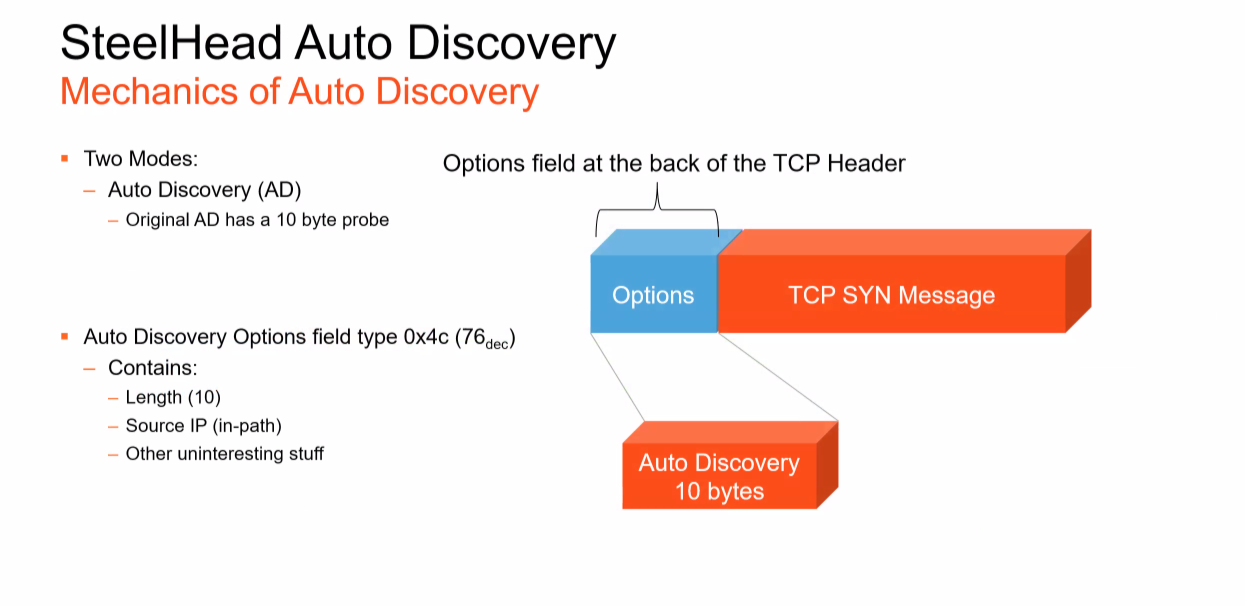 SteelHead Auto Discovery
Mechanics of Auto Discovery
Two Modes:
– Auto Discovery (AD)
– Original AD has a 10 byte probe
Auto Discovery Options field type 0x4c (76dec)
– Contains:
– Length (10)
– Source IP (in-path)
– Other uninteresting stuff
Options field at the back of the TCP Header
Options
TCP SYN Message
Auto Discovery
10 bytes